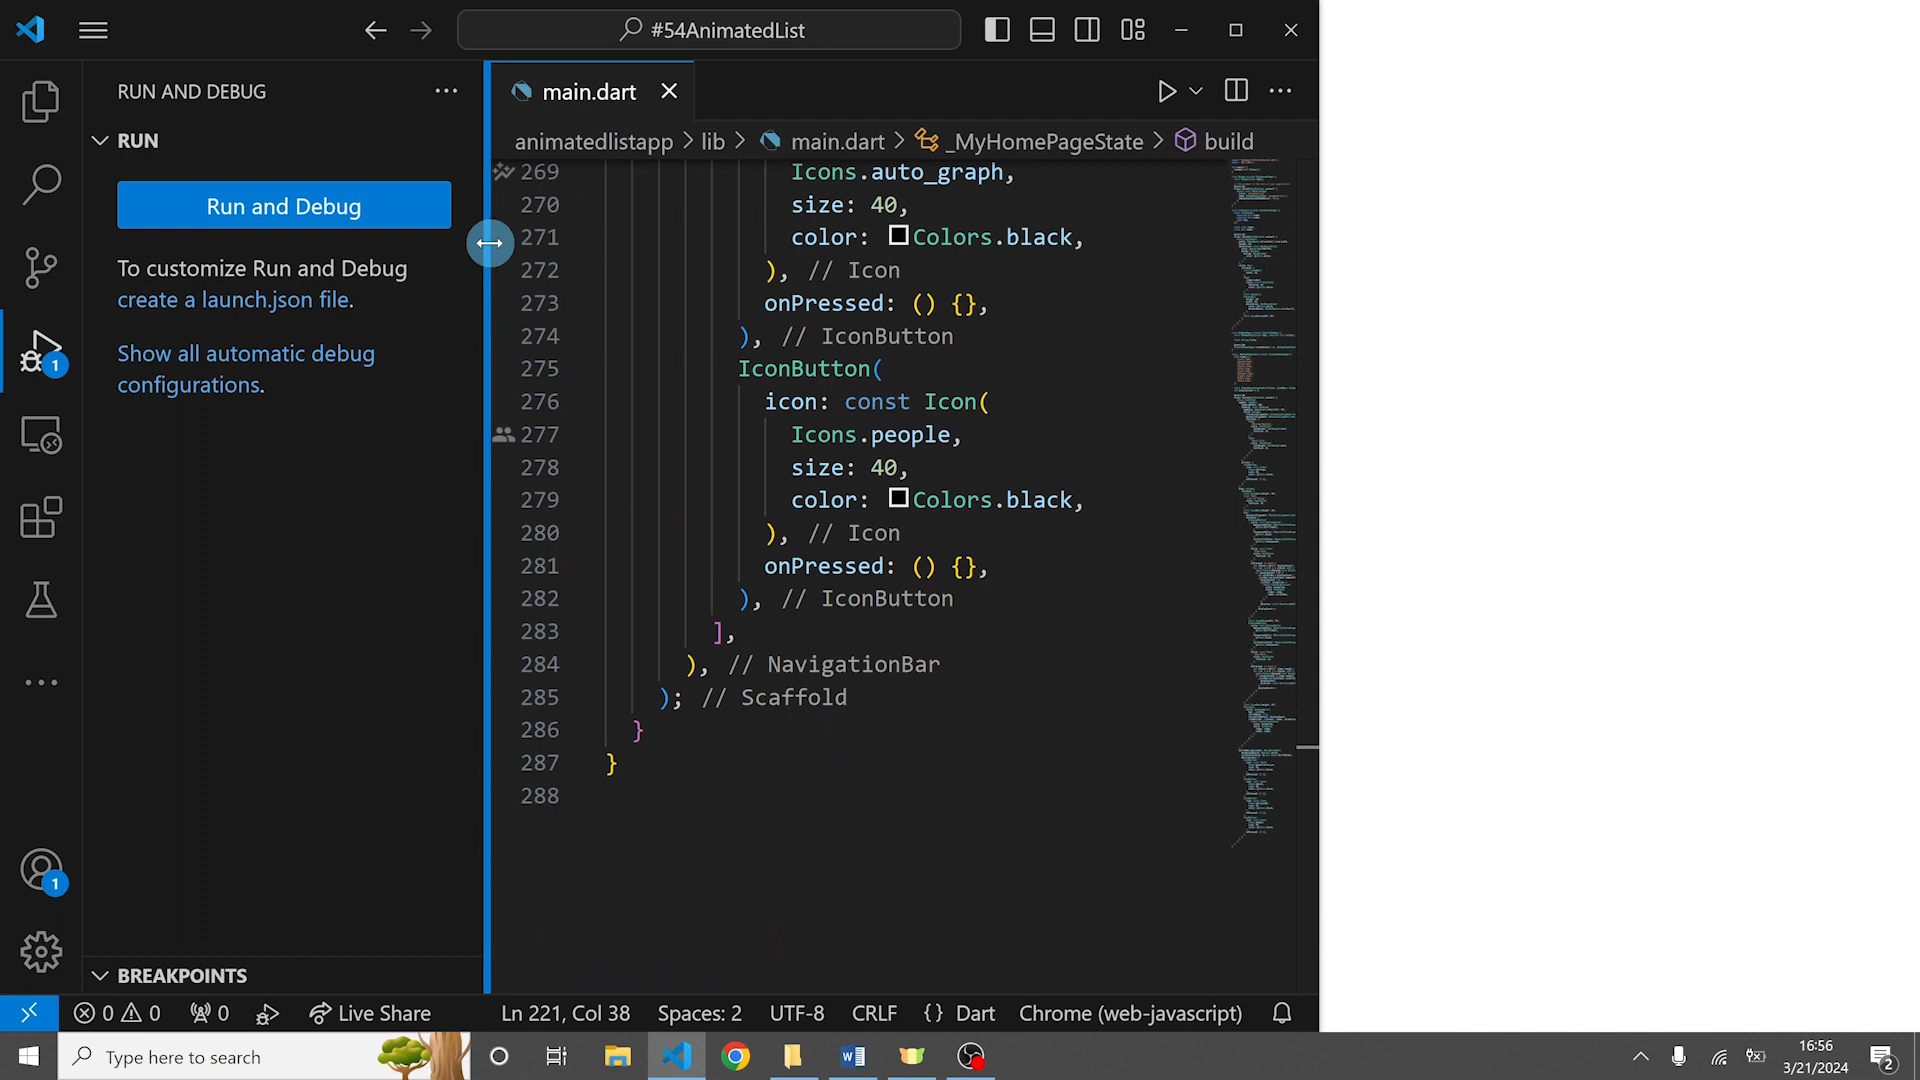 #54AnimatedList
RUN AND DEBUG
RUN
Run and Debug
To customize Run and Debug
create a launch.json file.
Show all automatic debug
configurations.
1
1
BREAKPOINTS
main.dart
animatedlistapp > lib > main.dart > _MyHomePageState > build
269 Icons.auto_graph,
270 size: 40,
271 color: Colors.black,
272 ), // Icon
273 onPressed: () {},
274 ), // IconButton
275 IconButton(
276 icon: const Icon(
277 Icons.people,
278 size: 40,
279 color: Colors.black,
280 ), // Icon
281 onPressed: () {},
282 ), // IconButton
283 ],
284 ), // NavigationBar
285 ); // Scaffold
286 }
287 }
288
0 0 0 Live Share Ln 221, Col 38 Spaces: 2 UTF-8 CRLF {} Dart Chrome (web-javascript)
Type here to search
16:56
3/21/2024
2